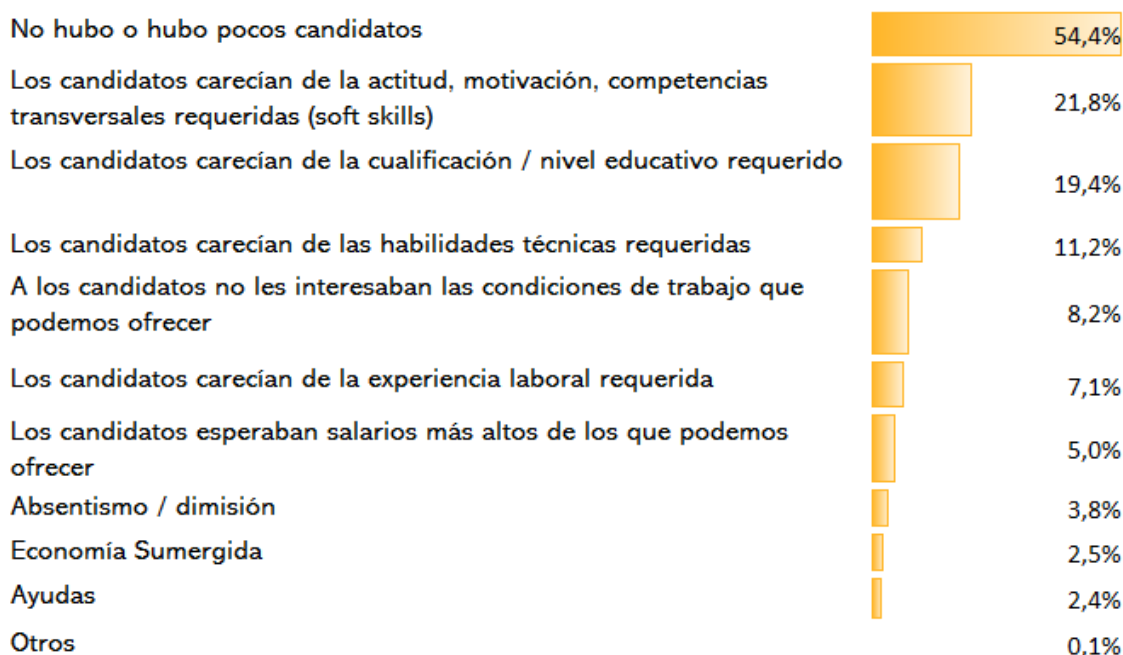 No hubo o hubo pocos candidatos 54,4%
Los candidatos carecían de la actitud, motivación, competencias
transversales requeridas (soft skills) 21,8%
Los candidatos carecían de la cualificación / nivel educativo requerido 19,4%
Los candidatos carecían de las habilidades técnicas requeridas 11,2%
A los candidatos no les interesaban las condiciones de trabajo que
podemos ofrecer 8,2%
Los candidatos carecían de la experiencia laboral requerida 7,1%
Los candidatos esperaban salarios más altos de los que podemos
ofrecer 5,0%
Absentismo / dimisión 3,8%
Economía Sumergida 2,5%
Ayudas 2,4%
Otros 0,1%